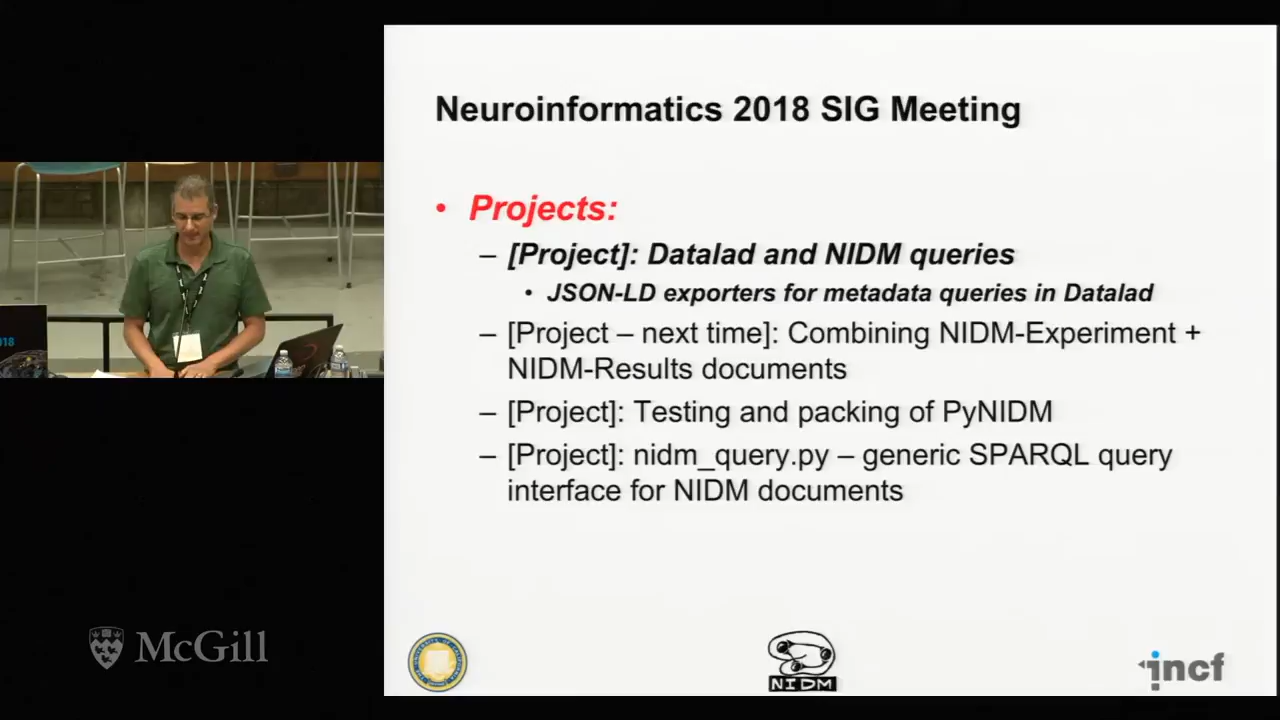 Neuroinformatics 2018 SIG Meeting
• Projects:
– [Project]: Datalad and NIDM queries
• JSON-LD exporters for metadata queries in Datalad
– [Project – next time]: Combining NIDM-Experiment +
NIDM-Results documents
– [Project]: Testing and packing of PyNIDM
– [Project]: nidm_query.py – generic SPARQL query
interface for NIDM documents
018
McGill
NIDM
incf